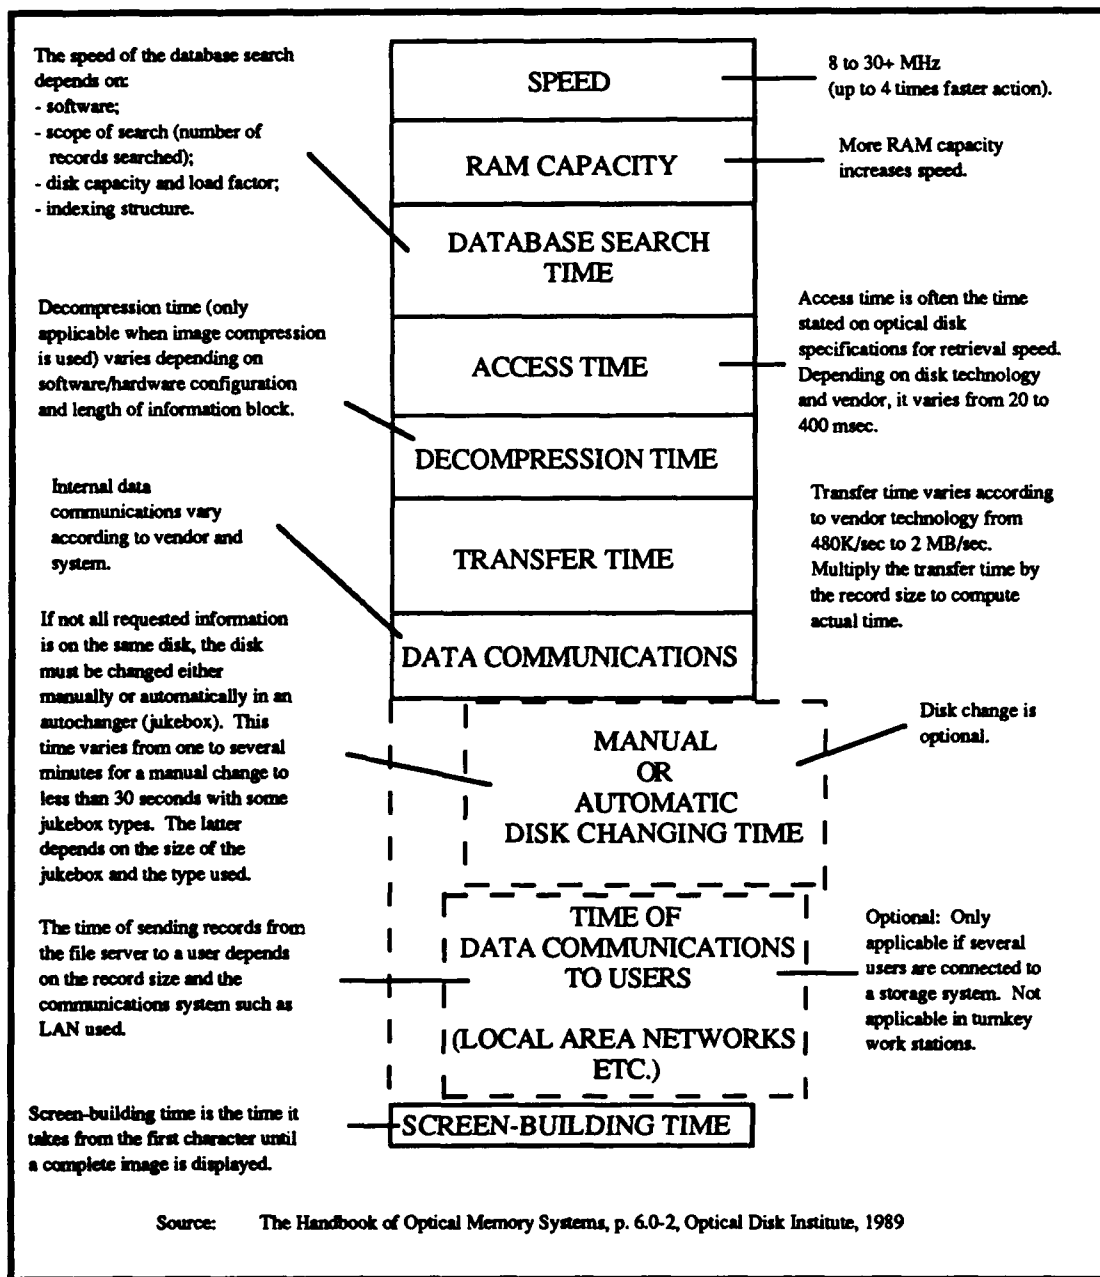 The speed of the database search
depends on:
- software;
- scope of search (number of
records searched);
- disk capacity and load factor;
- indexing structure.
SPEED
8 to 30+ MHz
(up to 4 times faster action).
RAM CAPACITY
More RAM capacity
increases speed.
DATABASE SEARCH
TIME
Decompression time (only
applicable when image compression
is used) varies depending on
software/hardware configuration
and length of information block.
ACCESS TIME
Access time is often the time
stated on optical disk
specifications for retrieval speed.
Depending on disk technology
and vendor, it varies from 20 to
400 msec.
DECOMPRESSION TIME
Internal data
communications vary
according to vendor and
system.
TRANSFER TIME
Transfer time varies according
to vendor technology from
480K/sec to 2 MB/sec.
Multiply the transfer time by
the record size to compute
actual time.
DATA COMMUNICATIONS
If not all requested information
is on the same disk, the disk
must be changed either
manually or automatically in an
autochanger (jukebox). This
time varies from one to several
minutes for a manual change to
less than 30 seconds with some
jukebox types. The latter
depends on the size of the
jukebox and the type used.
MANUAL
OR
AUTOMATIC
DISK CHANGING TIME
Disk change is
optional.
The time of sending records from
the file server to a user depends
on the record size and the
communications system such as
LAN used.
TIME OF
DATA COMMUNICATIONS
TO USERS
(LOCAL AREA NETWORKS
ETC.)
Optional: Only
applicable if several
users are connected to
a storage system. Not
applicable in turnkey
work stations.
Screen-building time is the time it
takes from the first character until
a complete image is displayed.
SCREEN-BUILDING TIME
Source: The Handbook of Optical Memory Systems, p. 6.0-2, Optical Disk Institute, 1989